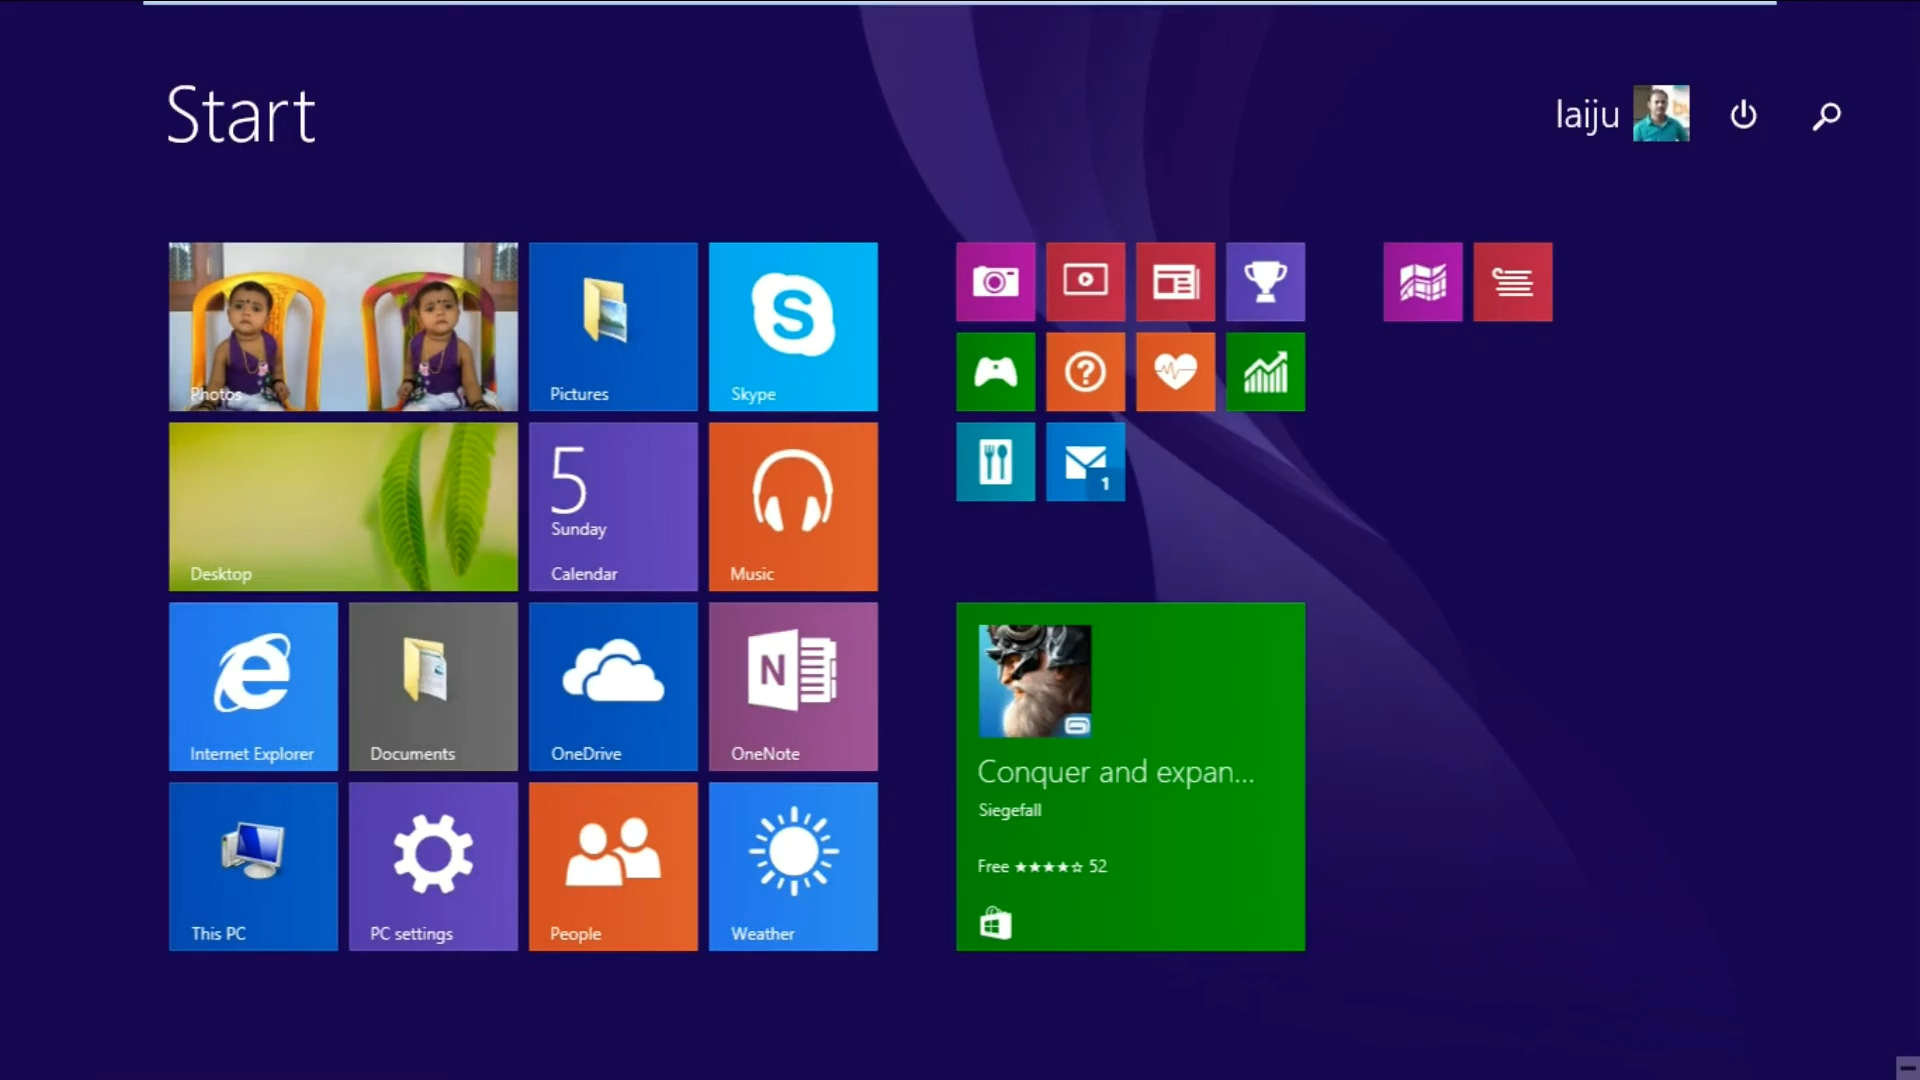 Start
laiju
Photos
Pictures
Skype
Desktop
5
Sunday
Calendar
Music
1
Internet Explorer
Documents
OneDrive
N
OneNote
Conquer and expan...
Siegefall
Free ★★★★☆ 52
This PC
PC settings
People
Weather